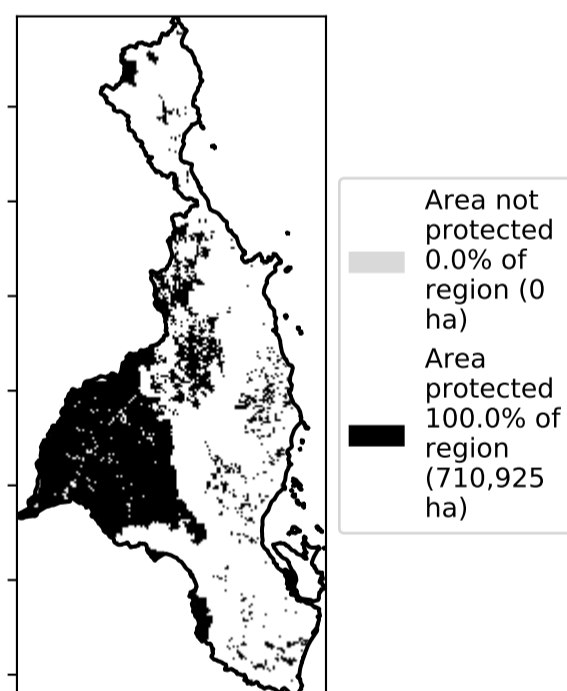 Area not
protected
0.0% of
region (0
ha)
Area
protected
100.0% of
region
(710,925
ha)